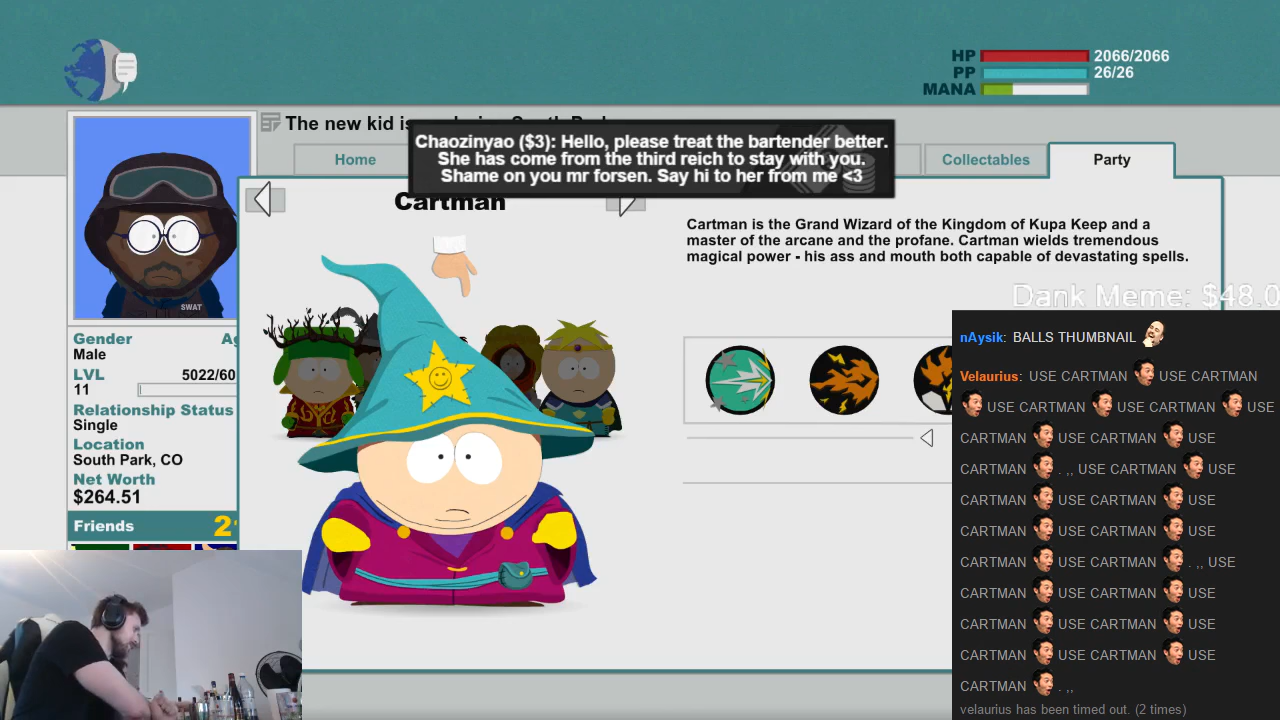 HP 2066/2066
PP 26/26
MANA
The new kid is
Chaozinyao ($3): Hello, please treat the bartender better.
She has come from the third reich to stay with you.
Shame on you mr forsen. Say hi to her from me <3
Home
Collectables
Party
Cartman
Cartman is the Grand Wizard of the Kingdom of Kupa Keep and a
master of the arcane and the profane. Cartman wields tremendous
magical power - his ass and mouth both capable of devastating spells.
Dank Meme: $48.0
SWAT
Gender
Male
LVL
11
5022/60
Relationship Status
Single
Location
South Park, CO
Net Worth
$264.51
Friends
nAysik: BALLS THUMBNAIL
Velaurius: USE CARTMAN USE CARTMAN
USE CARTMAN USE CARTMAN USE
CARTMAN USE CARTMAN USE
CARTMAN . ,, USE CARTMAN USE
CARTMAN USE CARTMAN USE
CARTMAN USE CARTMAN USE
CARTMAN USE CARTMAN . ,, USE
CARTMAN USE CARTMAN USE
CARTMAN USE CARTMAN USE
CARTMAN USE CARTMAN USE
CARTMAN . ,,
velaurius has been timed out. (2 times)